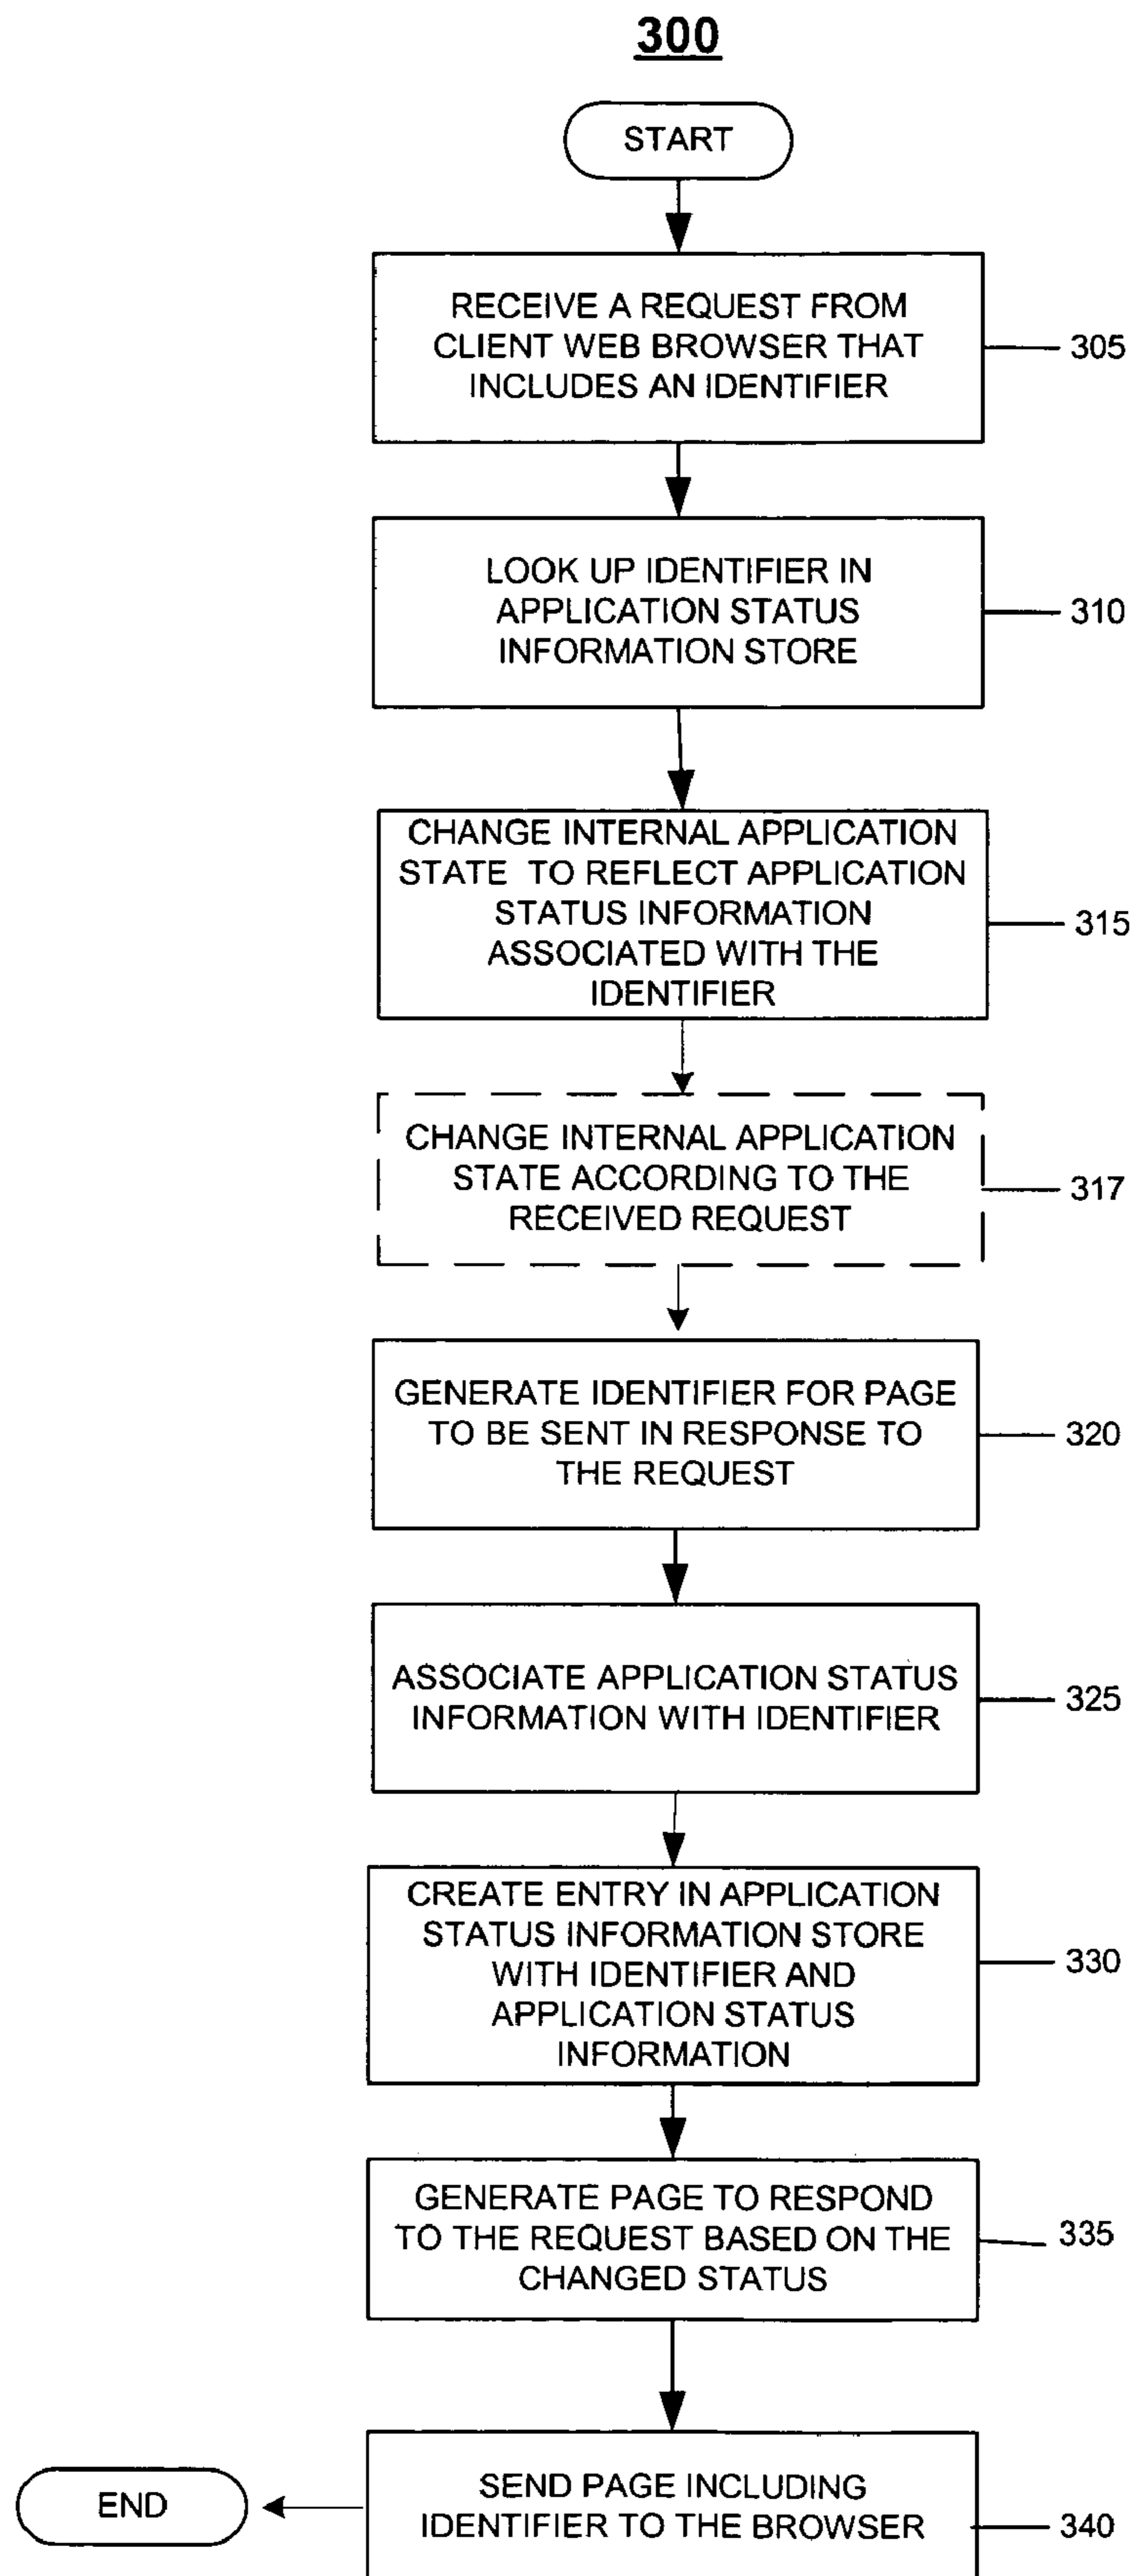 300
START
RECEIVE A REQUEST FROM
CLIENT WEB BROWSER THAT
INCLUDES AN IDENTIFIER
305
LOOK UP IDENTIFIER IN
APPLICATION STATUS
INFORMATION STORE
310
CHANGE INTERNAL APPLICATION
STATE TO REFLECT APPLICATION
STATUS INFORMATION
ASSOCIATED WITH THE
IDENTIFIER
315
CHANGE INTERNAL APPLICATION
STATE ACCORDING TO THE
RECEIVED REQUEST
317
GENERATE IDENTIFIER FOR PAGE
TO BE SENT IN RESPONSE TO
THE REQUEST
320
ASSOCIATE APPLICATION STATUS
INFORMATION WITH IDENTIFIER
325
CREATE ENTRY IN APPLICATION
STATUS INFORMATION STORE
WITH IDENTIFIER AND
APPLICATION STATUS
INFORMATION
330
GENERATE PAGE TO RESPOND
TO THE REQUEST BASED ON THE
CHANGED STATUS
335
SEND PAGE INCLUDING
IDENTIFIER TO THE BROWSER
340
END